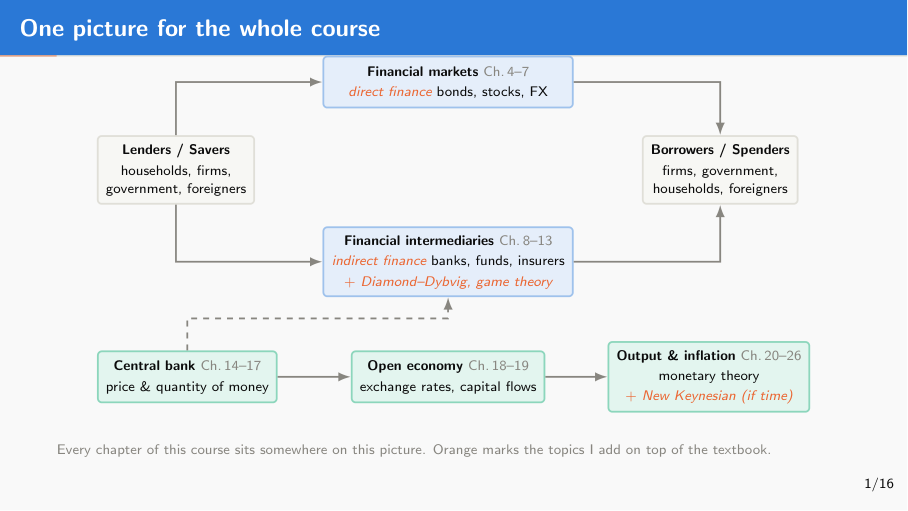 One picture for the whole course
Financial markets Ch. 4–7
direct finance bonds, stocks, FX
Lenders / Savers
households, firms,
government, foreigners
Borrowers / Spenders
firms, government,
households, foreigners
Financial intermediaries Ch. 8–13
indirect finance banks, funds, insurers
+ Diamond–Dybvig, game theory
Central bank Ch. 14–17
price & quantity of money
Open economy Ch. 18–19
exchange rates, capital flows
Output & inflation Ch. 20–26
monetary theory
+ New Keynesian (if time)
Every chapter of this course sits somewhere on this picture. Orange marks the topics I add on top of the textbook.
1/16